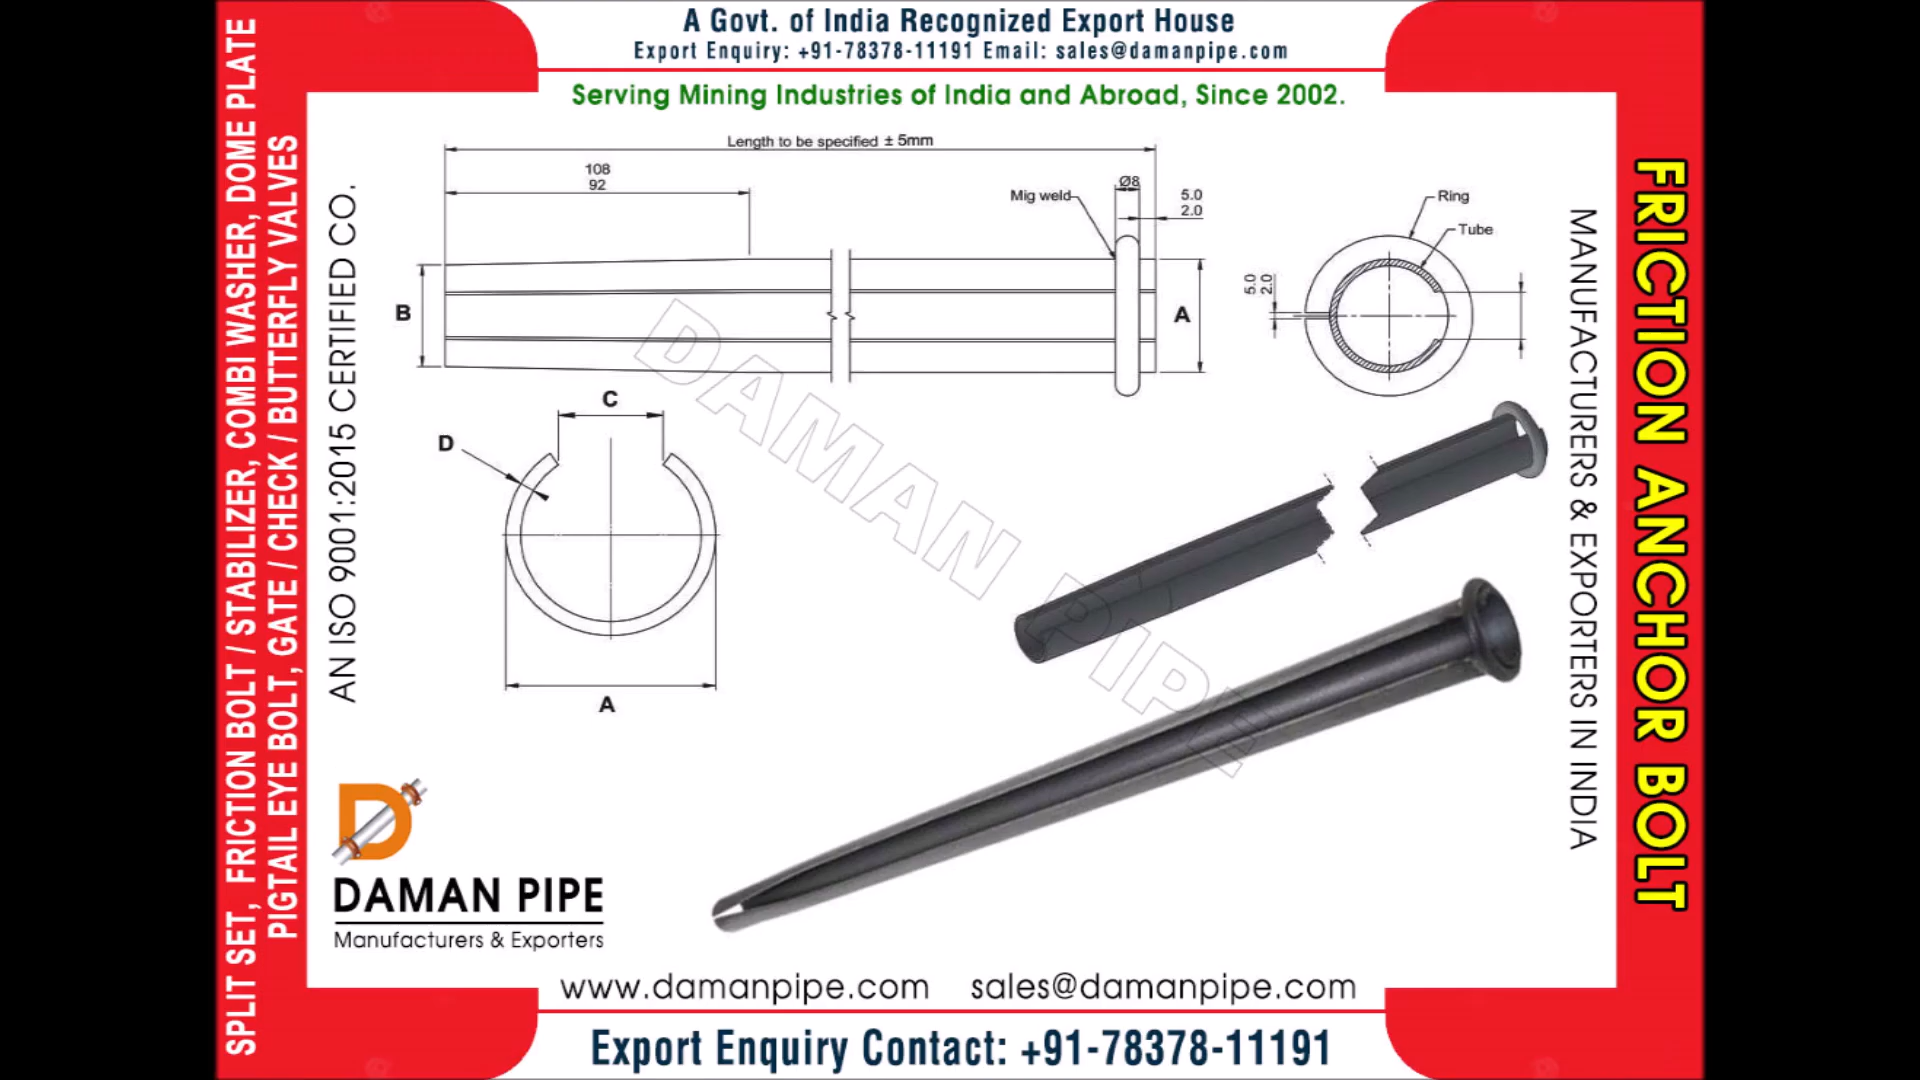 A Govt. of India Recognized Export House
Export Enquiry: +91-78378-11191 Email: sales@damanpipe.com
Serving Mining Industries of India and Abroad, Since 2002.
SPLIT SET, FRICTION BOLT / STABILIZER, COMBI WASHER, DOME PLATE
PIGTAIL EYE BOLT, GATE / CHECK / BUTTERFLY VALVES
AN ISO 9001:2015 CERTIFIED CO.
Length to be specified ± 5mm
108
92
Mig weld
Ø8
5.0
2.0
B
A
Ring
Tube
5.0
2.0
C
D
A
DAMAN PIPE
MANUFACTURERS & EXPORTERS IN INDIA
FRICTION ANCHOR BOLT
D
DAMAN PIPE
Manufacturers & Exporters
www.damanpipe.com sales@damanpipe.com
Export Enquiry Contact: +91-78378-11191